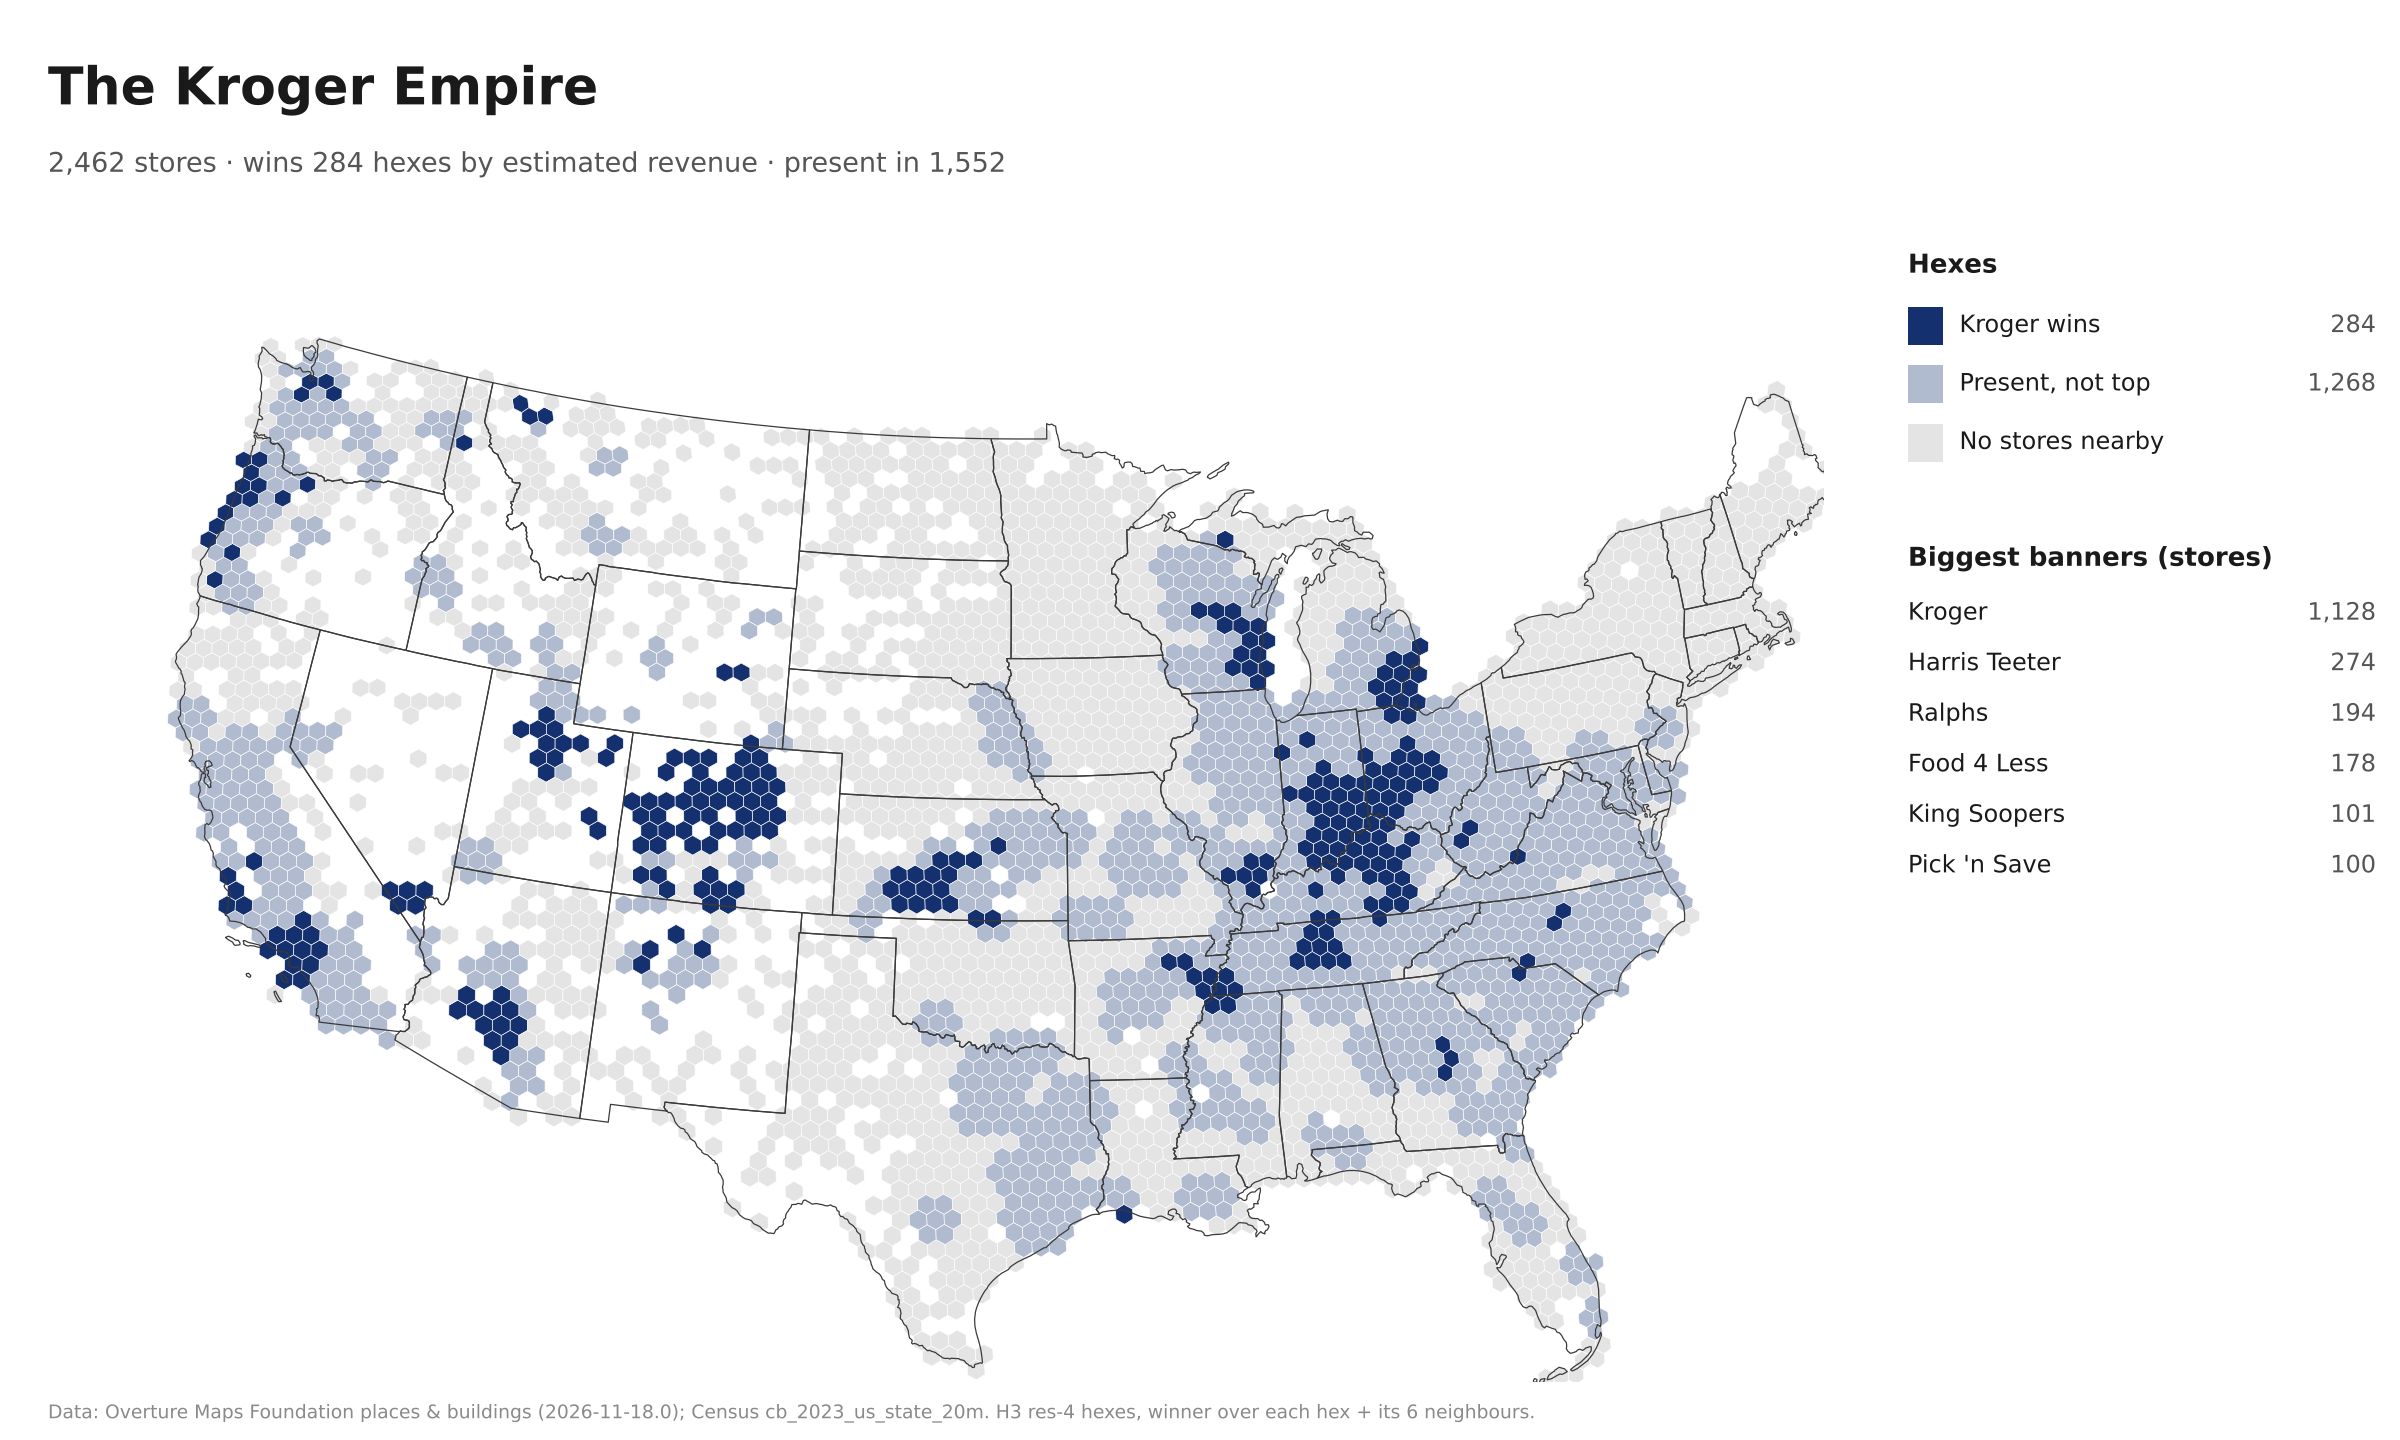 The Kroger Empire
2,462 stores · wins 284 hexes by estimated revenue · present in 1,552
Hexes
Kroger wins 284
Present, not top 1,268
No stores nearby
Biggest banners (stores)
Kroger 1,128
Harris Teeter 274
Ralphs 194
Food 4 Less 178
King Soopers 101
Pick 'n Save 100
Data: Overture Maps Foundation places & buildings (2026-11-18.0); Census cb_2023_us_state_20m. H3 res-4 hexes, winner over each hex + its 6 neighbours.